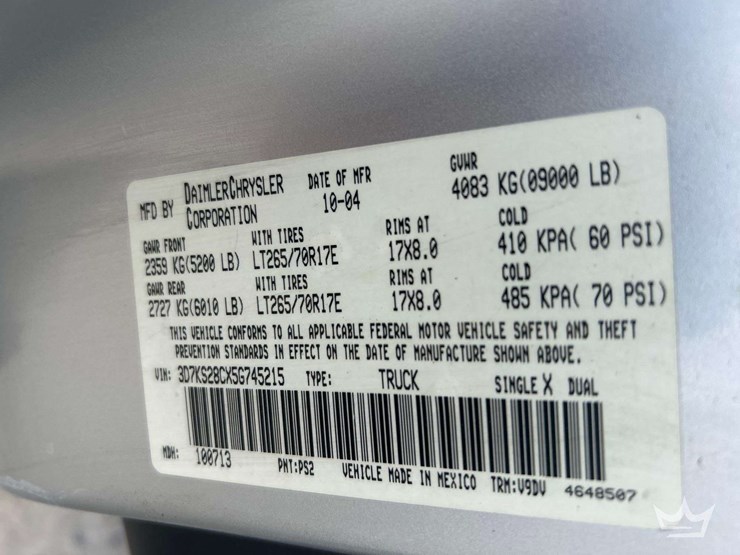 MFD BY DAIMLERCHRYSLER CORPORATION DATE OF MFR 10-04 GVWR 4083 KG(09000 LB)
GAWR FRONT WITH TIRES RIMS AT COLD
2359 KG(5200 LB) LT265/70R17E 17X8.0 410 KPA( 60 PSI)
GAWR REAR WITH TIRES RIMS AT COLD
2727 KG(6010 LB) LT265/70R17E 17X8.0 485 KPA( 70 PSI)
THIS VEHICLE CONFORMS TO ALL APPLICABLE FEDERAL MOTOR VEHICLE SAFETY AND THEFT
PREVENTION STANDARDS IN EFFECT ON THE DATE OF MANUFACTURE SHOWN ABOVE.
VIN: 3D7KS28CX5G745215 TYPE: TRUCK SINGLE X DUAL
MDH: 100713 PNT:PS2 VEHICLE MADE IN MEXICO TRM:V9DV 4648507